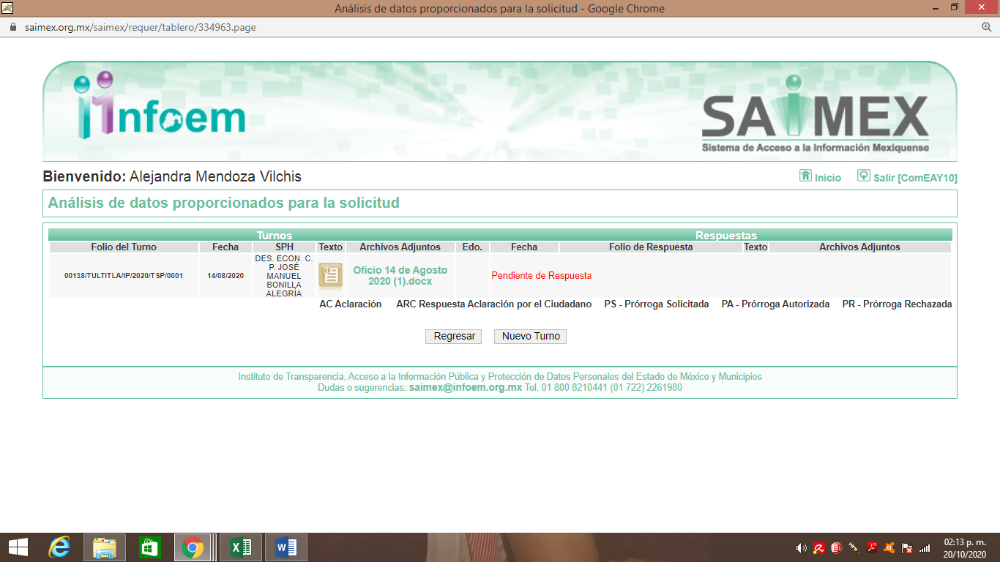 Análisis de datos proporcionados para la solicitud - Google Chrome
saimex.org.mx/saimex/requer/tablero/334963.page
infoem
SAIMEX
Sistema de Acceso a la Información Mexiquense
Bienvenido: Alejandra Mendoza Vilchis
Inicio Salir [ComEAY10]
Análisis de datos proporcionados para la solicitud
Turnos Respuestas
Folio del Turno Fecha SPH Texto Archivos Adjuntos Edo. Fecha Folio de Respuesta Texto Archivos Adjuntos
00138/TULTITLA/IP/2020/TSP/0001 14/08/2020
DES. ECON. C.
P. JOSÉ
MANUEL
BONILLA
ALEGRÍA
Oficio 14 de Agosto
2020 (1).docx
Pendiente de Respuesta
AC Aclaración ARC Respuesta Aclaración por el Ciudadano PS - Prórroga Solicitada PA - Prórroga Autorizada PR - Prórroga Rechazada
Regresar Nuevo Turno
Instituto de Transparencia, Acceso a la Información Pública y Protección de Datos Personales del Estado de México y Municipios
Dudas o sugerencias: saimex@infoem.org.mx Tel. 01 800 8210441 (01 722) 2261980
02:13 p. m.
20/10/2020